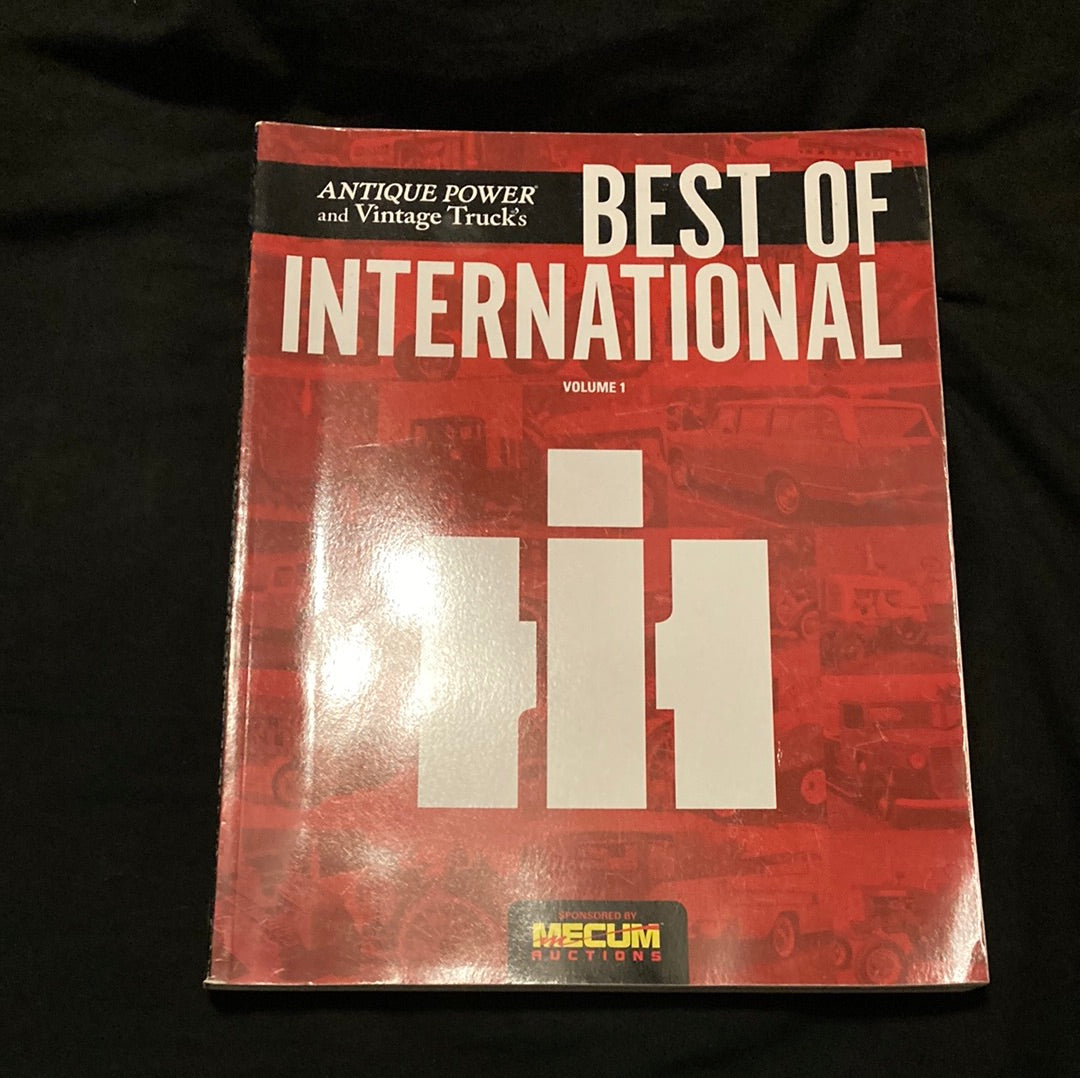 ANTIQUE POWER®
and Vintage Truck's
BEST OF
INTERNATIONAL
VOLUME 1
SPONSORED BY
MECUM
AUCTIONS